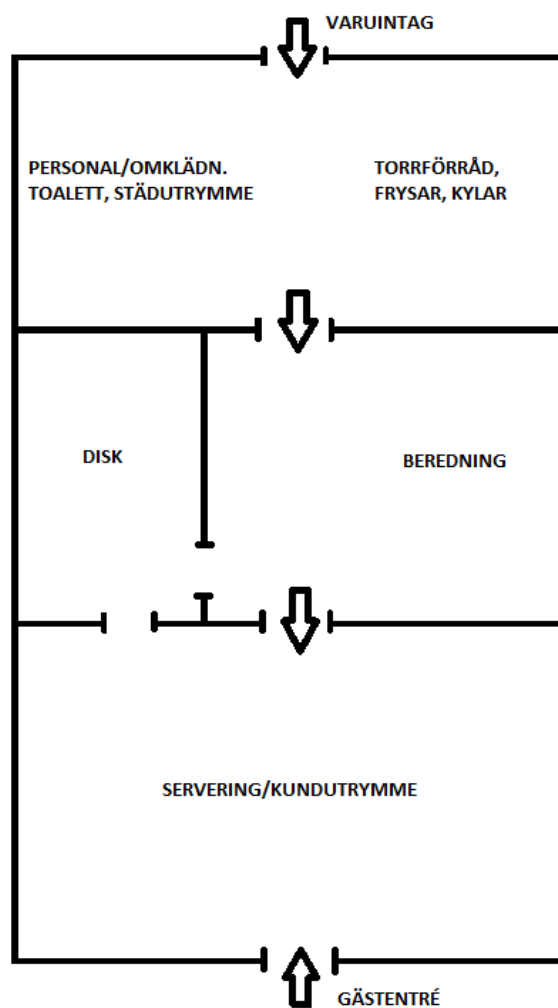 VARUINTAG
PERSONAL/OMKLÄDN.
TOALETT, STÄDUTRYMME
TORRFÖRRÅD,
FRYSAR, KYLAR
DISK
BEREDNING
SERVERING/KUNDUTRYMME
GÄSTENTRÉ